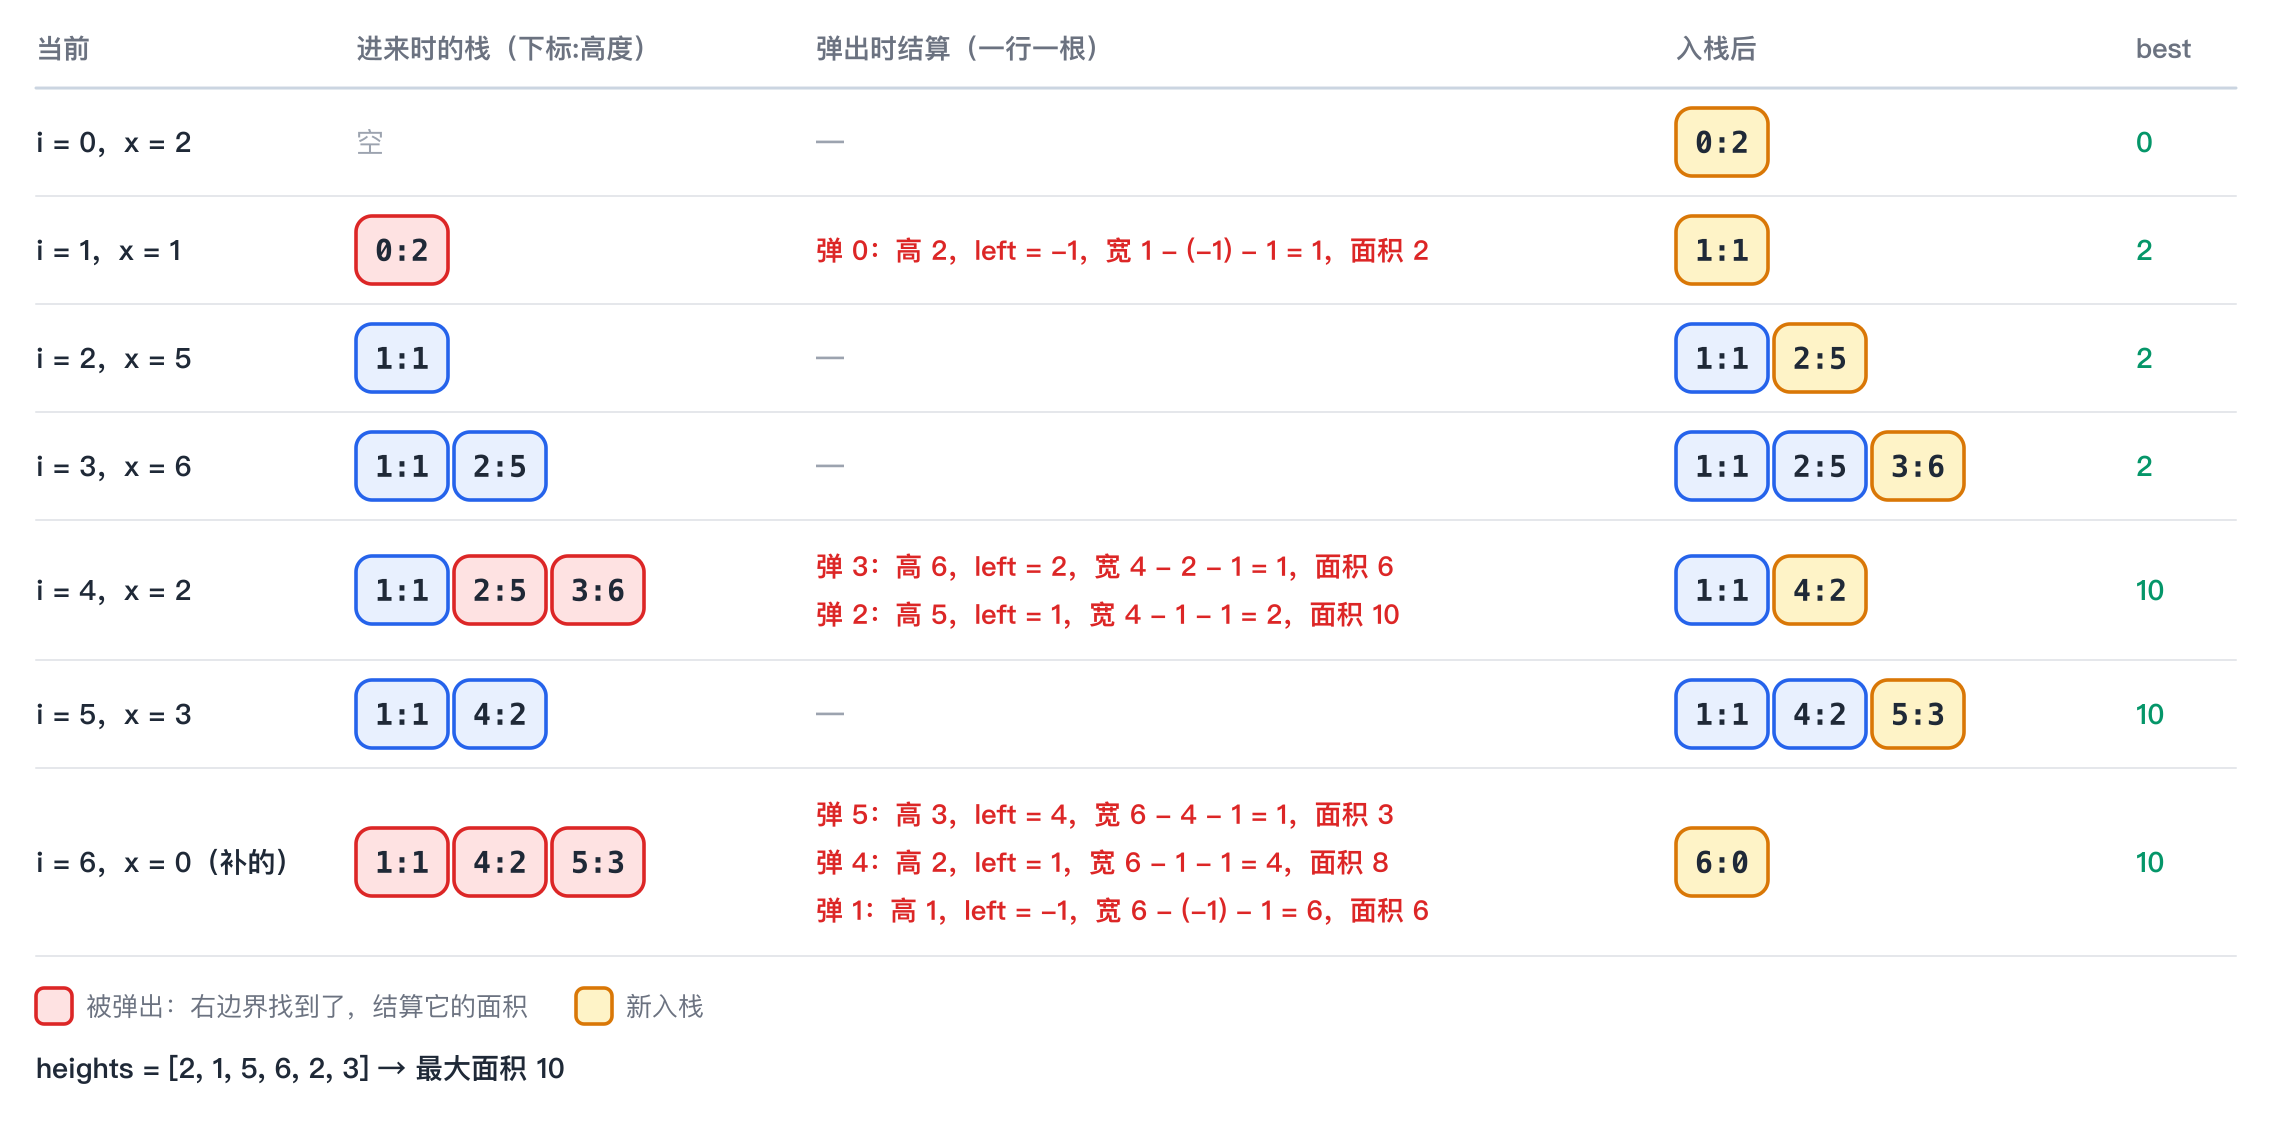 当前 进来时的栈（下标:高度） 弹出时结算（一行一根） 入栈后 best
i = 0，x = 2 空 — 0:2 0
i = 1，x = 1 0:2 弹 0：高 2，left = −1，宽 1 − (−1) − 1 = 1，面积 2 1:1 2
i = 2，x = 5 1:1 — 1:1 2:5 2
i = 3，x = 6 1:1 2:5 — 1:1 2:5 3:6 2
弹 3：高 6，left = 2，宽 4 − 2 − 1 = 1，面积 6
i = 4，x = 2 1:1 2:5 3:6 1:1 4:2 10
弹 2：高 5，left = 1，宽 4 − 1 − 1 = 2，面积 10
i = 5，x = 3 1:1 4:2 — 1:1 4:2 5:3 10
弹 5：高 3，left = 4，宽 6 − 4 − 1 = 1，面积 3
i = 6，x = 0（补的） 1:1 4:2 5:3 弹 4：高 2，left = 1，宽 6 − 1 − 1 = 4，面积 8 6:0 10
弹 1：高 1，left = −1，宽 6 − (−1) − 1 = 6，面积 6
被弹出：右边界找到了，结算它的面积 新入栈
heights = [2, 1, 5, 6, 2, 3] → 最大面积 10